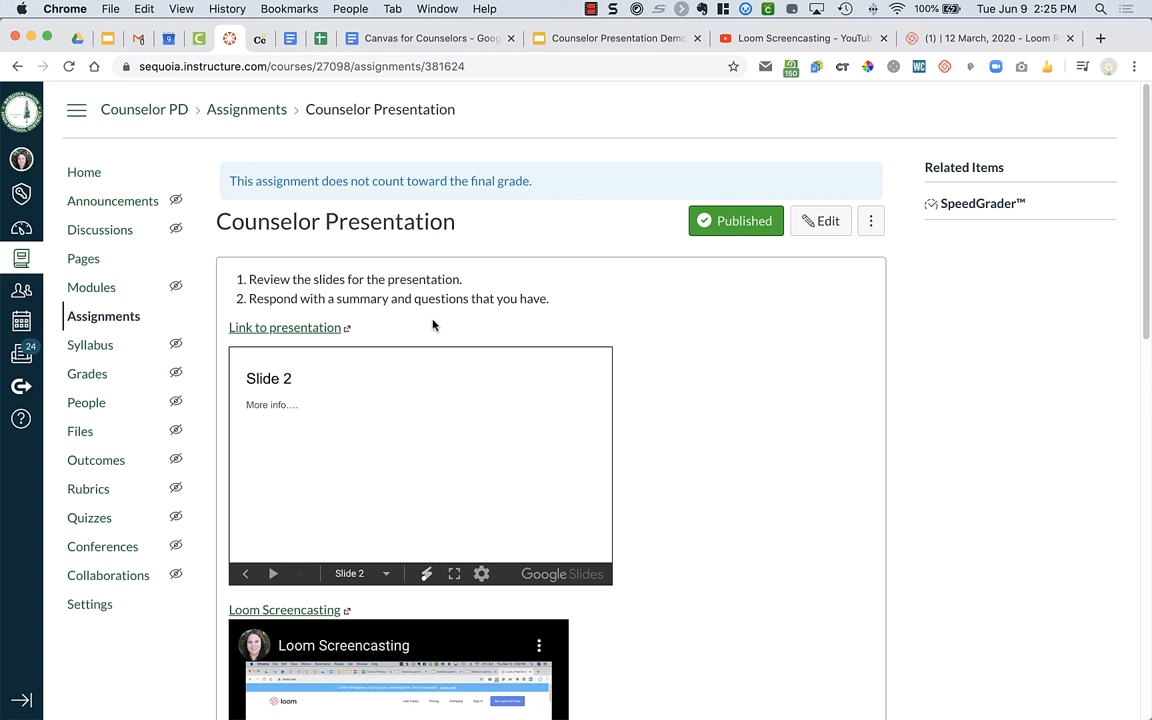 Chrome File Edit View History Bookmarks People Tab Window Help 100% Tue Jun 9 2:25 PM
Canvas for Counselors - Goog Counselor Presentation Demo Loom Screencasting - YouTub (1) | 12 March, 2020 - Loom R
sequoia.instructure.com/courses/27098/assignments/381624
150
Counselor PD > Assignments > Counselor Presentation
Home
Announcements
Discussions
Pages
Modules
Assignments
Syllabus
24
Grades
People
Files
Outcomes
Rubrics
Quizzes
Conferences
Collaborations
Settings
This assignment does not count toward the final grade.
Counselor Presentation
Published
Edit
1. Review the slides for the presentation.
2. Respond with a summary and questions that you have.
Link to presentation
Slide 2
More info....
Slide 2
Google Slides
Loom Screencasting
Loom Screencasting
loom
Related Items
SpeedGrader™